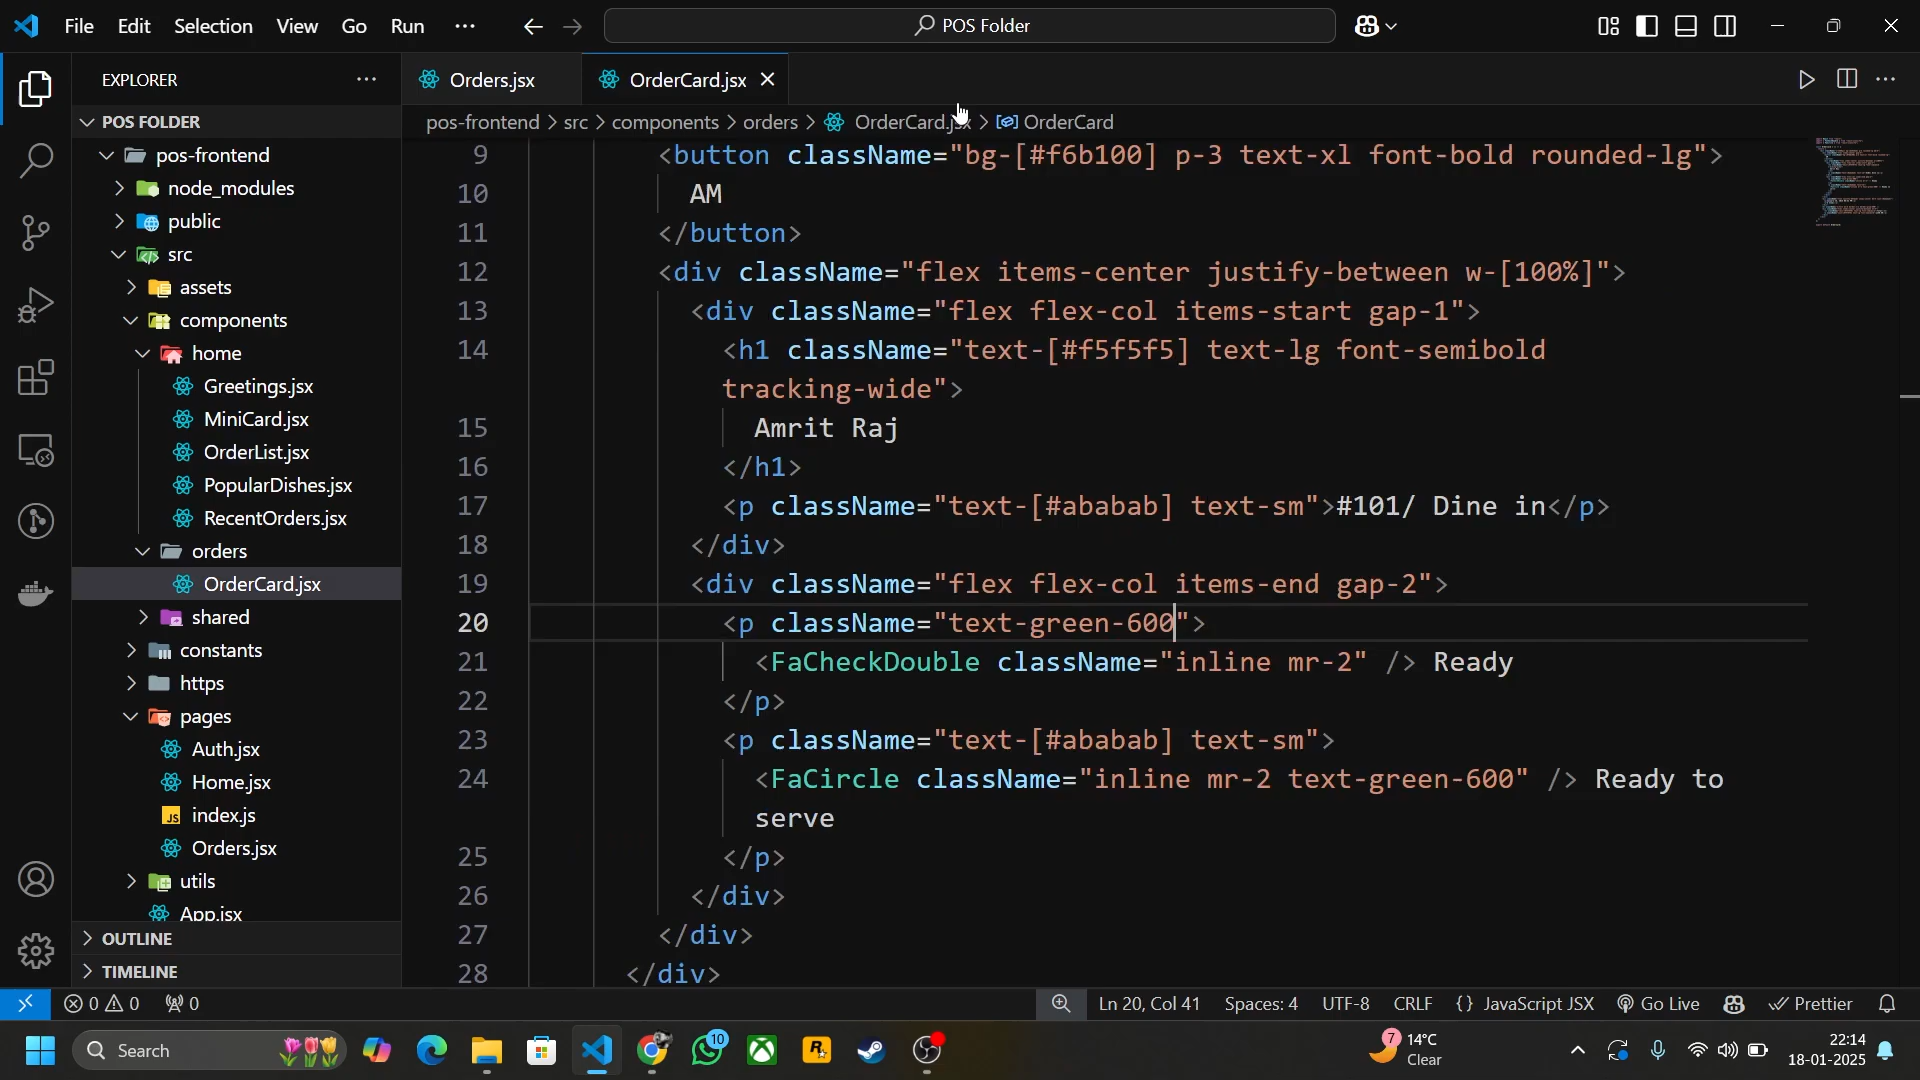 File Edit Selection View Go Run ··· POS Folder
EXPLORER ···
POS FOLDER
pos-frontend
node_modules
public
src
assets
components
home
Greetings.jsx
MiniCard.jsx
OrderList.jsx
PopularDishes.jsx
RecentOrders.jsx
orders
OrderCard.jsx
shared
constants
https
pages
Auth.jsx
Home.jsx
JS index.js
Orders.jsx
utils
App.jsx
OUTLINE
TIMELINE
Orders.jsx OrderCard.jsx
pos-frontend > src > components > orders > OrderCard.jsx > OrderCard
9 <button className="bg-[#f6b100] p-3 text-xl font-bold rounded-lg">
10 AM
11 </button>
12 <div className="flex items-center justify-between w-[100%]">
13 <div className="flex flex-col items-start gap-1">
14 <h1 className="text-[#f5f5f5] text-lg font-semibold
tracking-wide">
15 Amrit Raj
16 </h1>
17 <p className="text-[#ababab] text-sm">#101/ Dine in</p>
18 </div>
19 <div className="flex flex-col items-end gap-2">
20 <p className="text-green-600">
21 <FaCheckDouble className="inline mr-2" /> Ready
22 </p>
23 <p className="text-[#ababab] text-sm">
24 <FaCircle className="inline mr-2 text-green-600" /> Ready to
serve
25 </p>
26 </div>
27 </div>
28 </div>
0 0 0 Ln 20, Col 41 Spaces: 4 UTF-8 CRLF {} JavaScript JSX Go Live Prettier
Search 10 R 7 14°C
Clear
22:14
18-01-2025